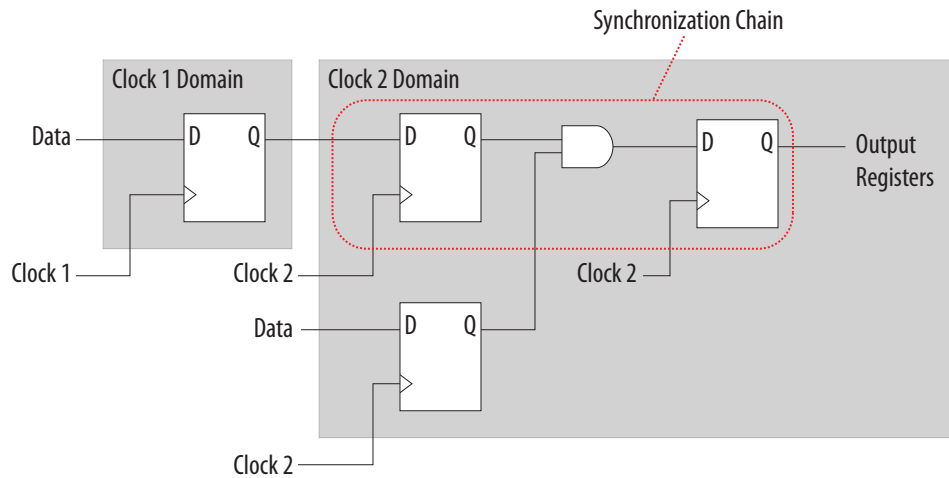 Synchronization Chain
Clock 1 Domain
Clock 2 Domain
Data
D Q
D Q
D Q
Output
Registers
Clock 1
Clock 2
Clock 2
Data
D Q
Clock 2